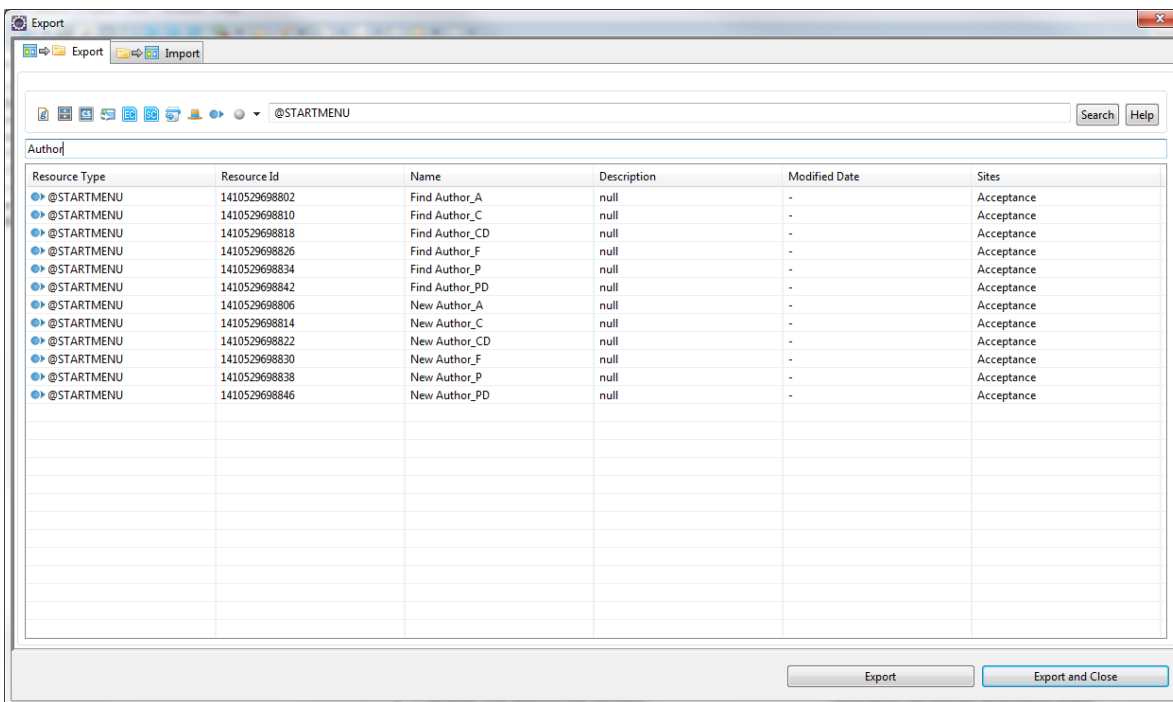 Export
Export Import
g CS EC SC @STARTMENU Search Help
Author
Resource Type Resource Id Name Description Modified Date Sites
@STARTMENU 1410529698802 Find Author_A null - Acceptance
@STARTMENU 1410529698810 Find Author_C null - Acceptance
@STARTMENU 1410529698818 Find Author_CD null - Acceptance
@STARTMENU 1410529698826 Find Author_F null - Acceptance
@STARTMENU 1410529698834 Find Author_P null - Acceptance
@STARTMENU 1410529698842 Find Author_PD null - Acceptance
@STARTMENU 1410529698806 New Author_A null - Acceptance
@STARTMENU 1410529698814 New Author_C null - Acceptance
@STARTMENU 1410529698822 New Author_CD null - Acceptance
@STARTMENU 1410529698830 New Author_F null - Acceptance
@STARTMENU 1410529698838 New Author_P null - Acceptance
@STARTMENU 1410529698846 New Author_PD null - Acceptance
Export Export and Close